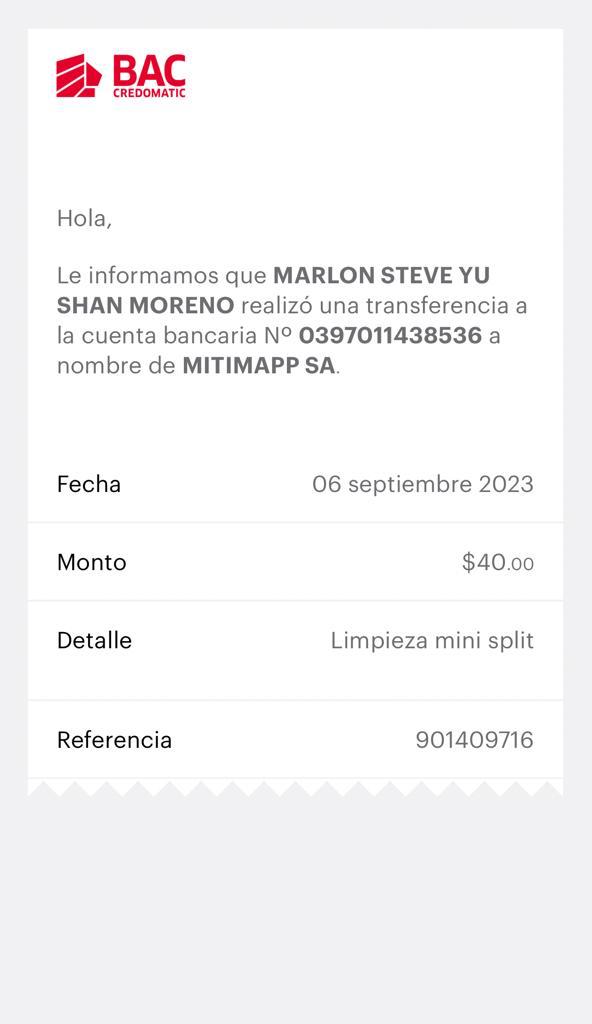 BAC
CREDOMATIC
Hola,
Le informamos que MARLON STEVE YU
SHAN MORENO realizó una transferencia a
la cuenta bancaria Nº 0397011438536 a
nombre de MITIMAPP SA.
Fecha 06 septiembre 2023
Monto $40.00
Detalle Limpieza mini split
Referencia 901409716